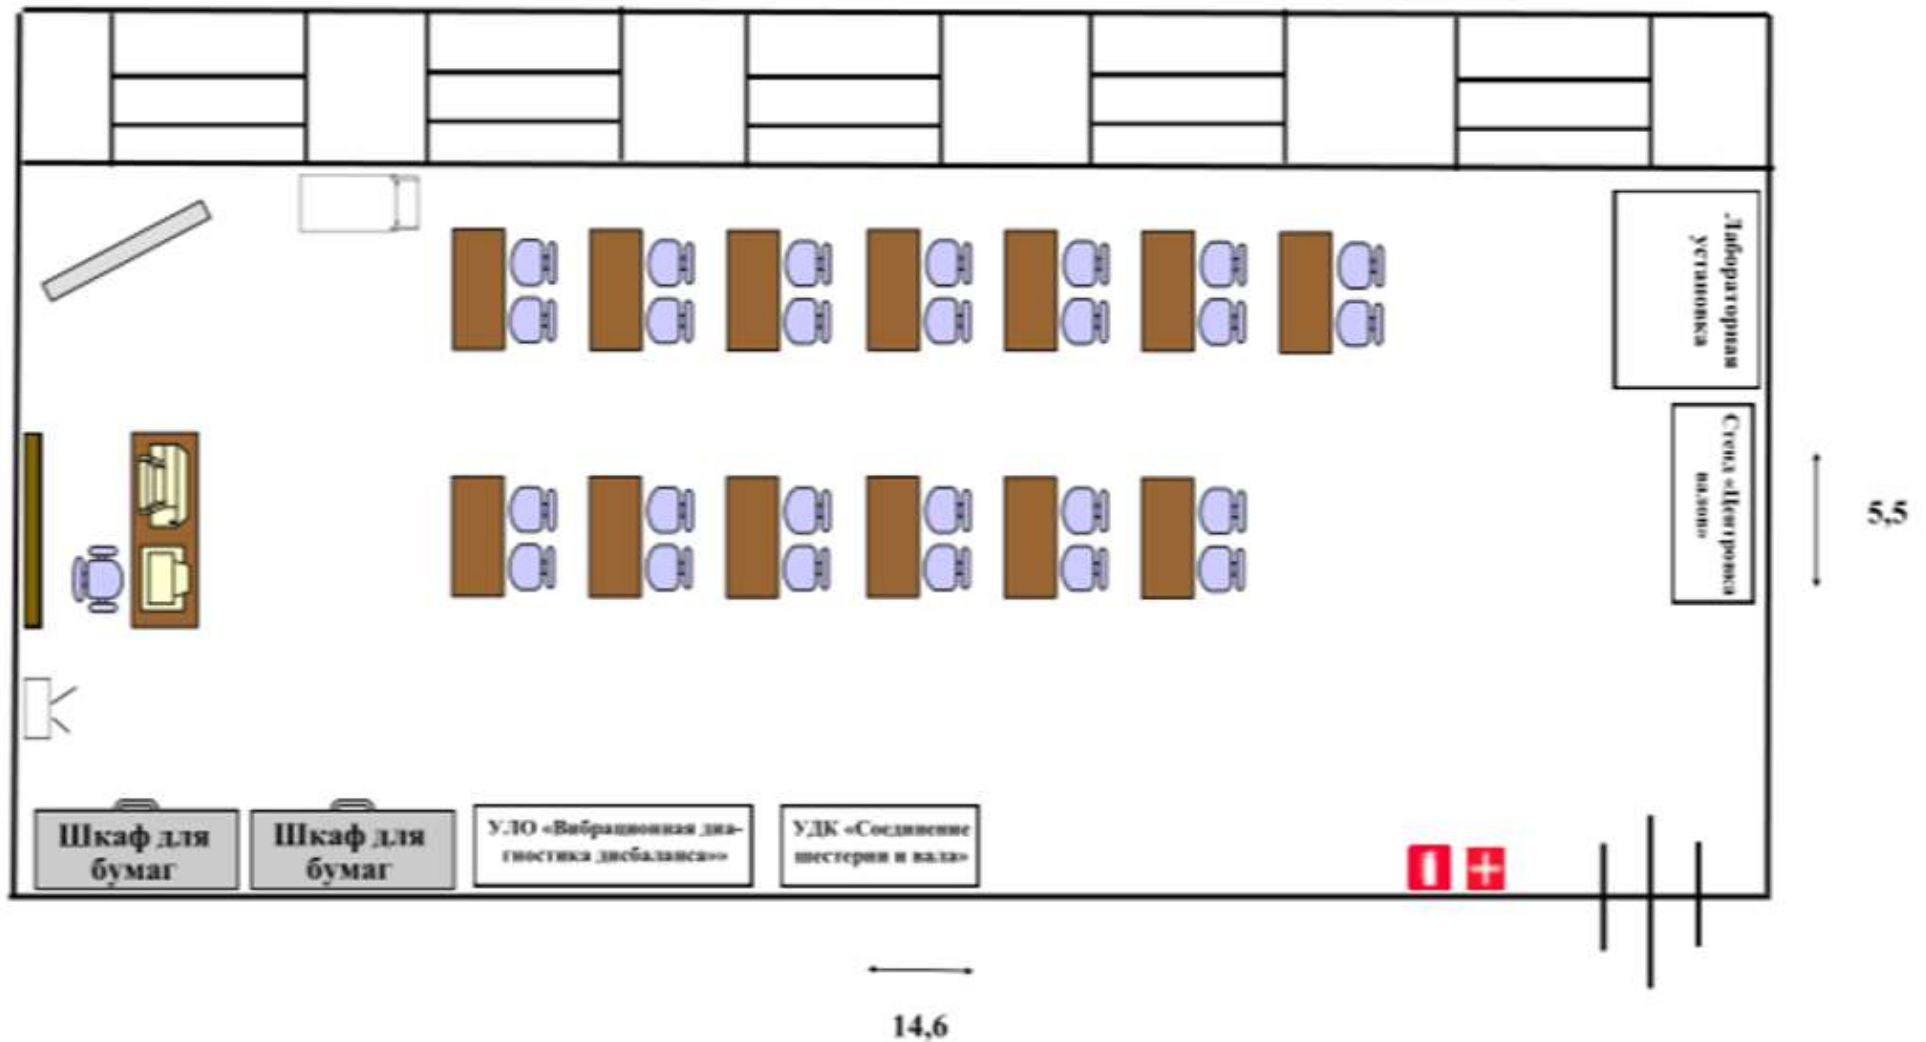 Лабораторная
установка
Стенд «Центровка
валов»
5,5
Шкаф для
бумаг
Шкаф для
бумаг
УЛО «Вибрационная диа-
гностика дисбаланса»»
УДК «Соединение
шестерни и вала»
14,6